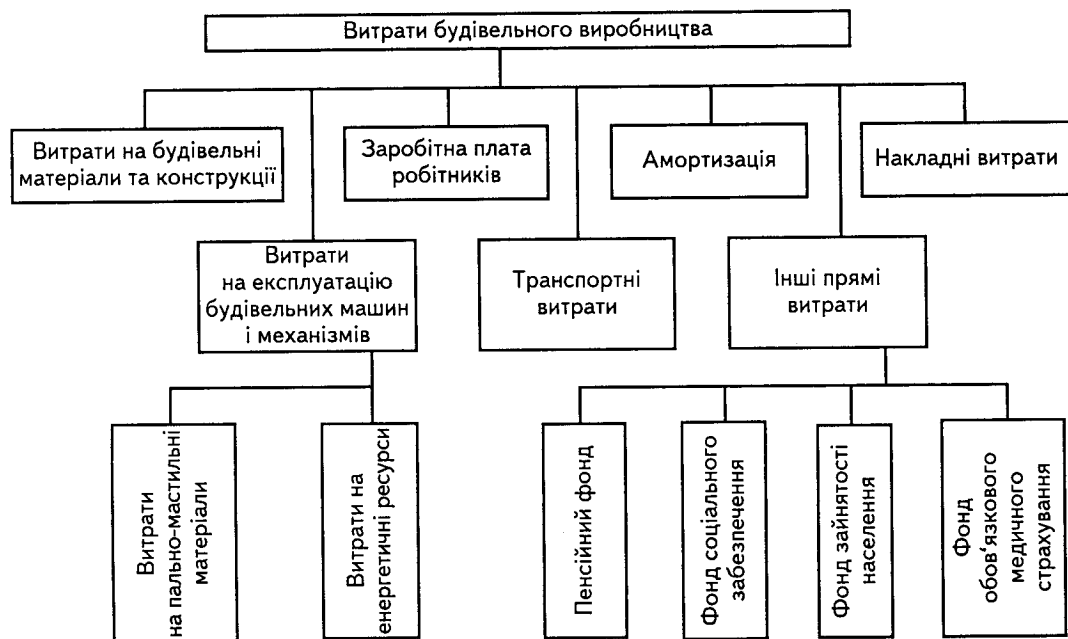 Витрати будівельного виробництва
Витрати на будівельні
матеріали та конструкції
Заробітна плата
робітників
Амортизація
Накладні витрати
Витрати
на експлуатацію
будівельних машин
і механізмів
Транспортні
витрати
Інші прямі
витрати
Витрати
на пально-мастильні
матеріали
Витрати на
енергетичні ресурси
Пенсійний фонд
Фонд соціального
забезпечення
Фонд зайнятості
населення
Фонд
обов‘язкового
медичного
страхування